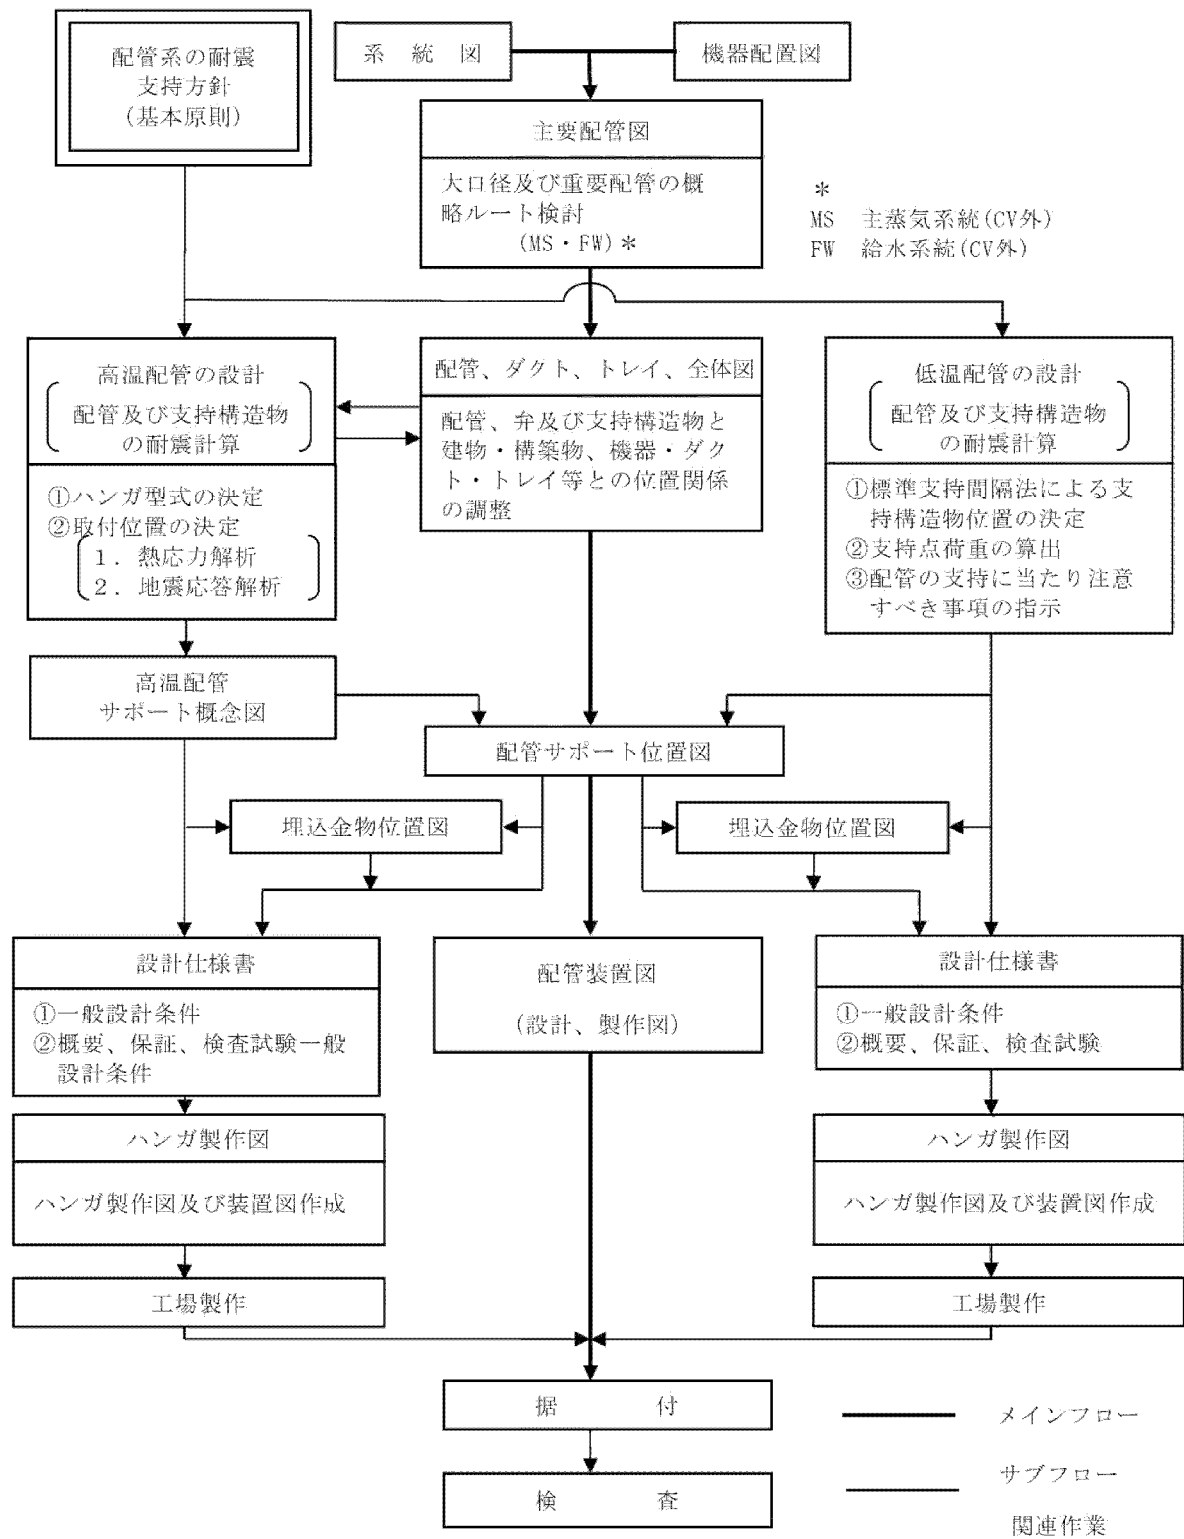 配管系の耐震
支持方針
(基本原則)
系　統　図
機器配置図
主要配管図
大口径及び重要配管の概
略ルート検討
(MS・FW)＊
＊
MS　主蒸気系統(CV外)
FW　給水系統(CV外)
高温配管の設計
配管及び支持構造物
の耐震計算
①ハンガ型式の決定
②取付位置の決定
1．熱応力解析
2．地震応答解析
配管、ダクト、トレイ、全体図
配管、弁及び支持構造物と
建物・構築物、機器・ダク
ト・トレイ等との位置関係
の調整
低温配管の設計
配管及び支持構造物
の耐震計算
①標準支持間隔法による支
持構造物位置の決定
②支持点荷重の算出
③配管の支持に当たり注意
すべき事項の指示
高温配管
サポート概念図
配管サポート位置図
埋込金物位置図
埋込金物位置図
設計仕様書
①一般設計条件
②概要、保証、検査試験一般
設計条件
配管装置図
(設計、製作図)
設計仕様書
①一般設計条件
②概要、保証、検査試験
ハンガ製作図
ハンガ製作図及び装置図作成
ハンガ製作図
ハンガ製作図及び装置図作成
工場製作
工場製作
据　付
検　査
メインフロー
サブフロー
関連作業